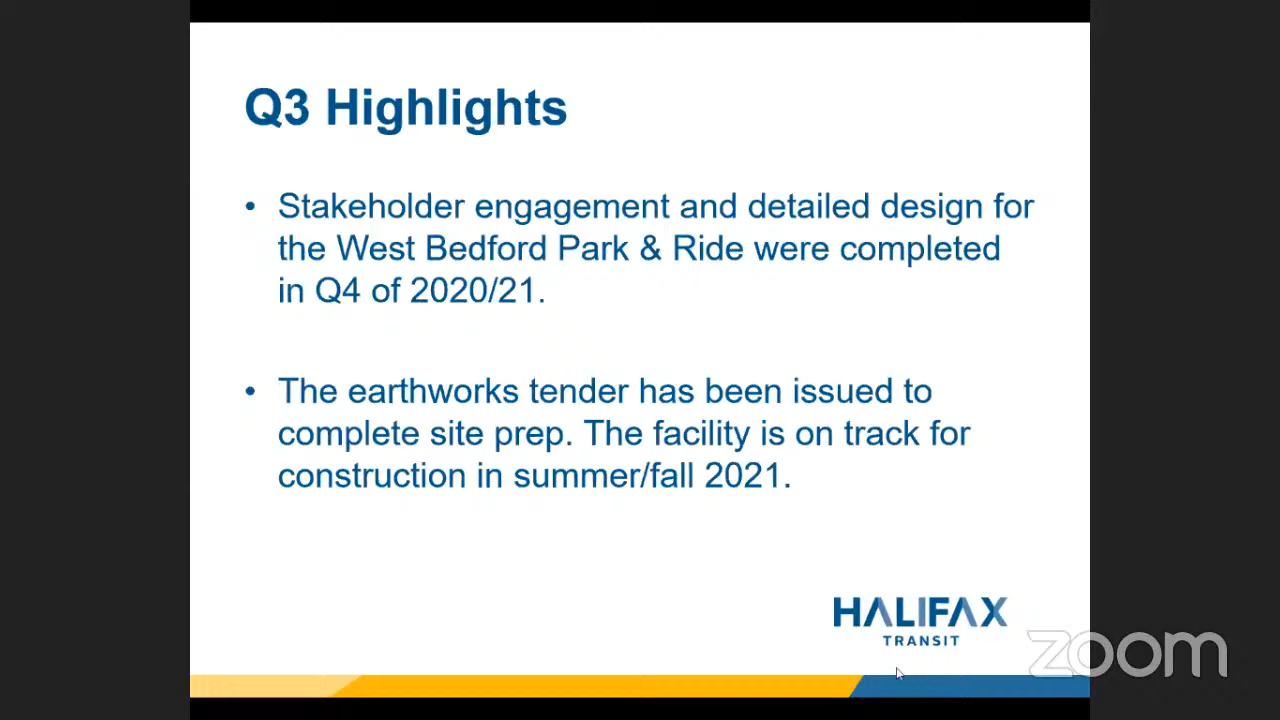 Q3 Highlights
• Stakeholder engagement and detailed design for
the West Bedford Park & Ride were completed
in Q4 of 2020/21.
• The earthworks tender has been issued to
complete site prep. The facility is on track for
construction in summer/fall 2021.
HALIFAX
TRANSIT
zoom